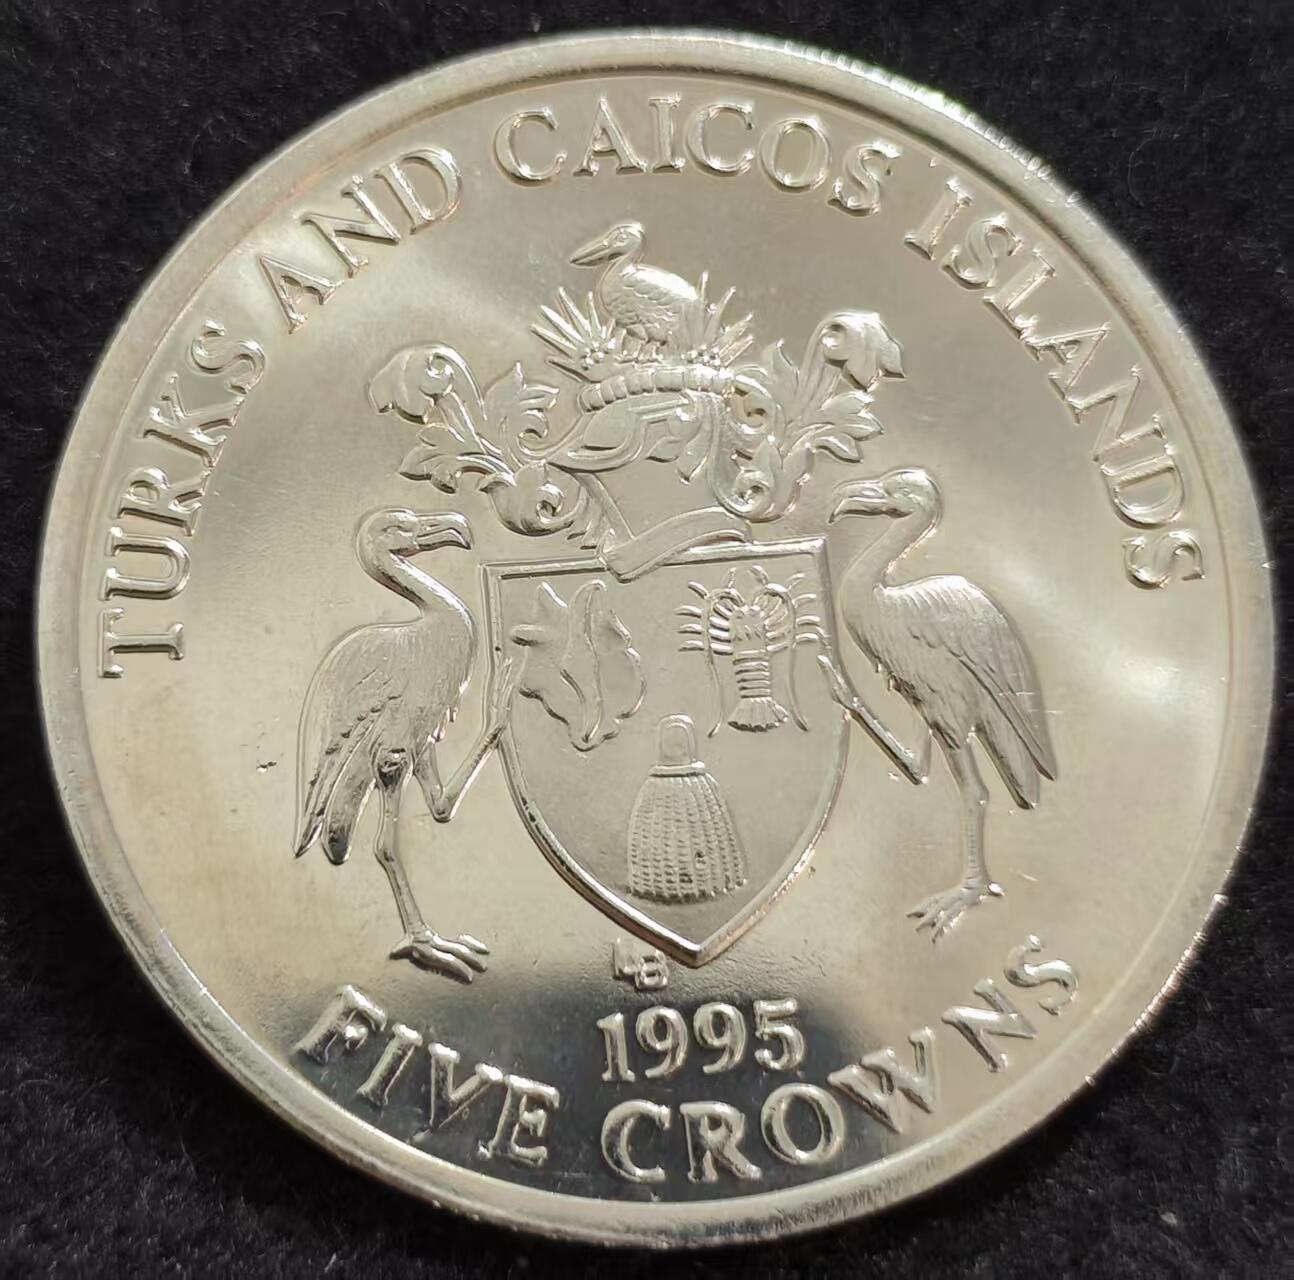 TURKS AND CAICOS ISLANDS
LB
1995
FIVE CROWNS